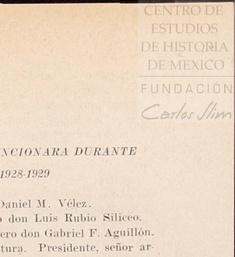 CENTRO DE
ESTUDIOS
DE HISTORIA
DE MEXICO
FUNDACIÓN
Carlos Slim
NCIONARA DURANTE
1928-1929
Daniel M. Vélez.
o don Luis Rubio Siliceo.
ero don Gabriel F. Aguillón.
tura. Presidente, señor ar-